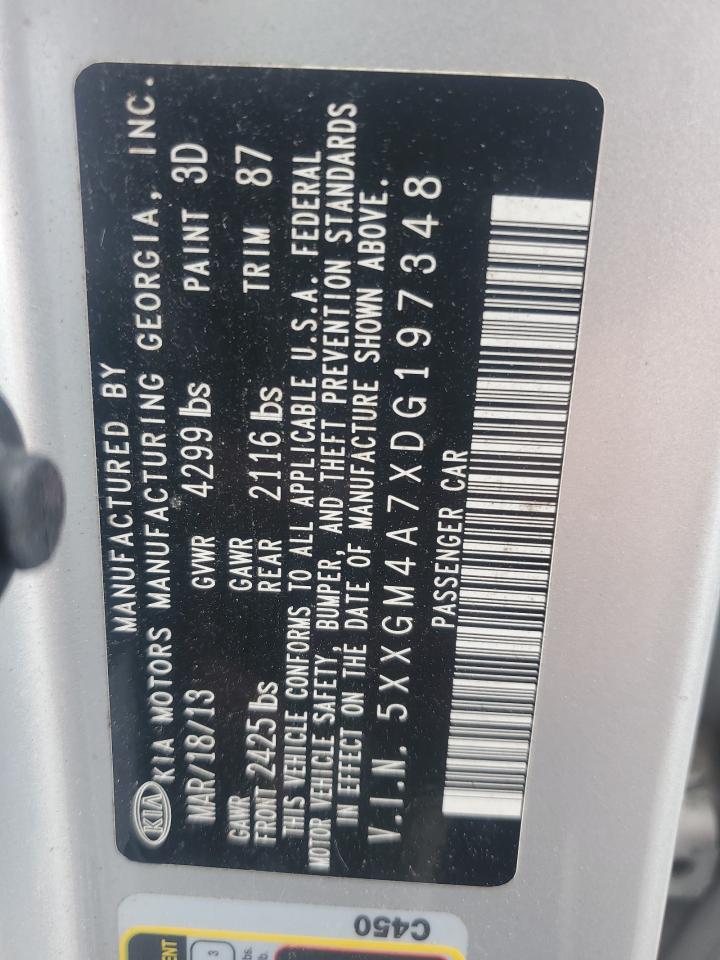 MANUFACTURED BY
KIA KIA MOTORS MANUFACTURING GEORGIA, INC.
MAR/18/13 GVWR 4299 lbs PAINT 3D
GAWR FRONT 2425 lbs GAWR REAR 2116 lbs TRIM 87
THIS VEHICLE CONFORMS TO ALL APPLICABLE U.S.A. FEDERAL
MOTOR VEHICLE SAFETY, BUMPER, AND THEFT PREVENTION STANDARDS
IN EFFECT ON THE DATE OF MANUFACTURE SHOWN ABOVE.
V.I.N. 5XXGM4A7XDG197348
PASSENGER CAR
C450
3